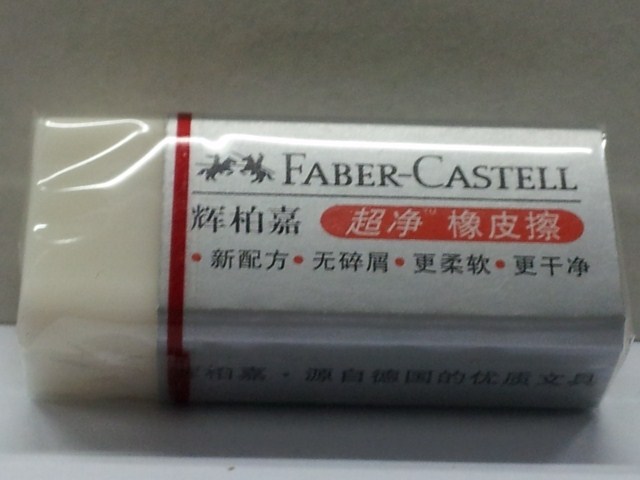 FABER-CASTELL
辉柏嘉 超净™ 橡皮擦
•新配方•无碎屑•更柔软•更干净
辉柏嘉·源自德国的优质文具